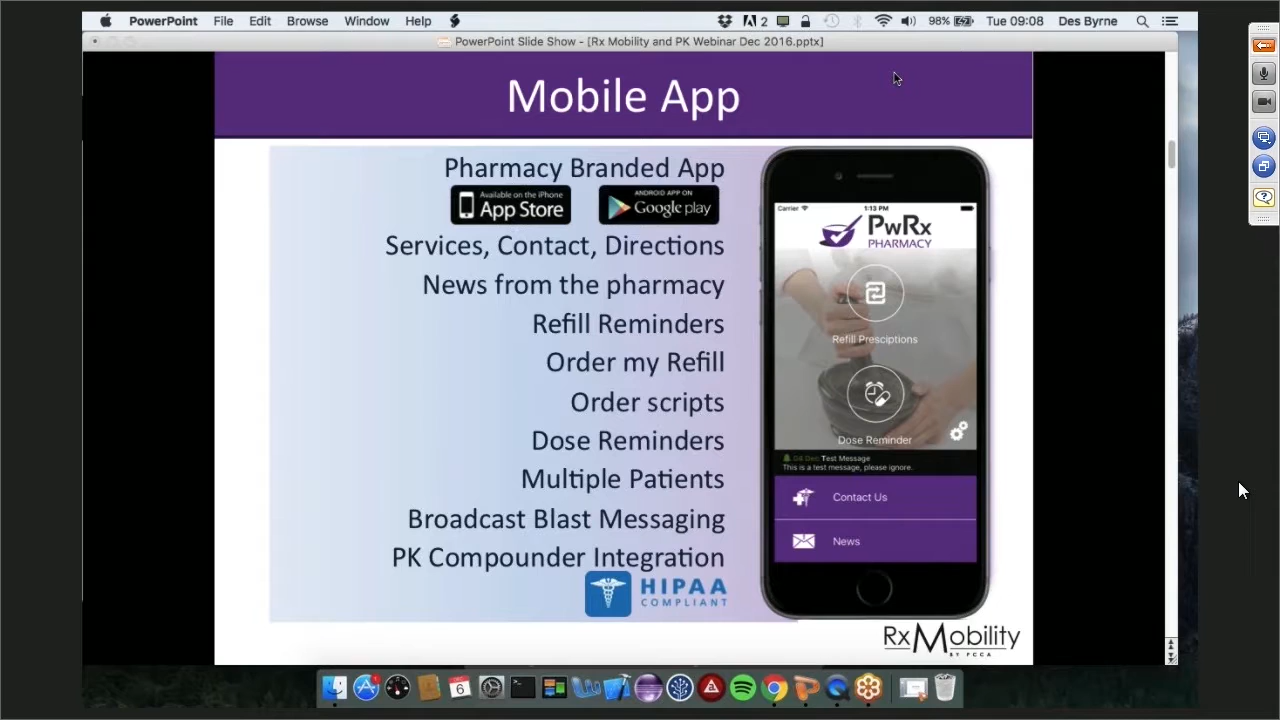 PowerPoint File Edit Browse Window Help 2 98% Tue 09:08 Des Byrne
PowerPoint Slide Show - [Rx Mobility and PK Webinar Dec 2016.pptx]
Mobile App
Pharmacy Branded App
Available on the iPhone
App Store
ANDROID APP ON
Google play
Services, Contact, Directions
News from the pharmacy
Refill Reminders
Order my Refill
Order scripts
Dose Reminders
Multiple Patients
Broadcast Blast Messaging
PK Compounder Integration
HIPAA
COMPLIANT
Carrier 1:13 PM
PwRx
PHARMACY
Refill Presciptions
Dose Reminder
Dec Test Message
This is a test message, please ignore.
Contact Us
News
RxMobility
BY PCCA
6